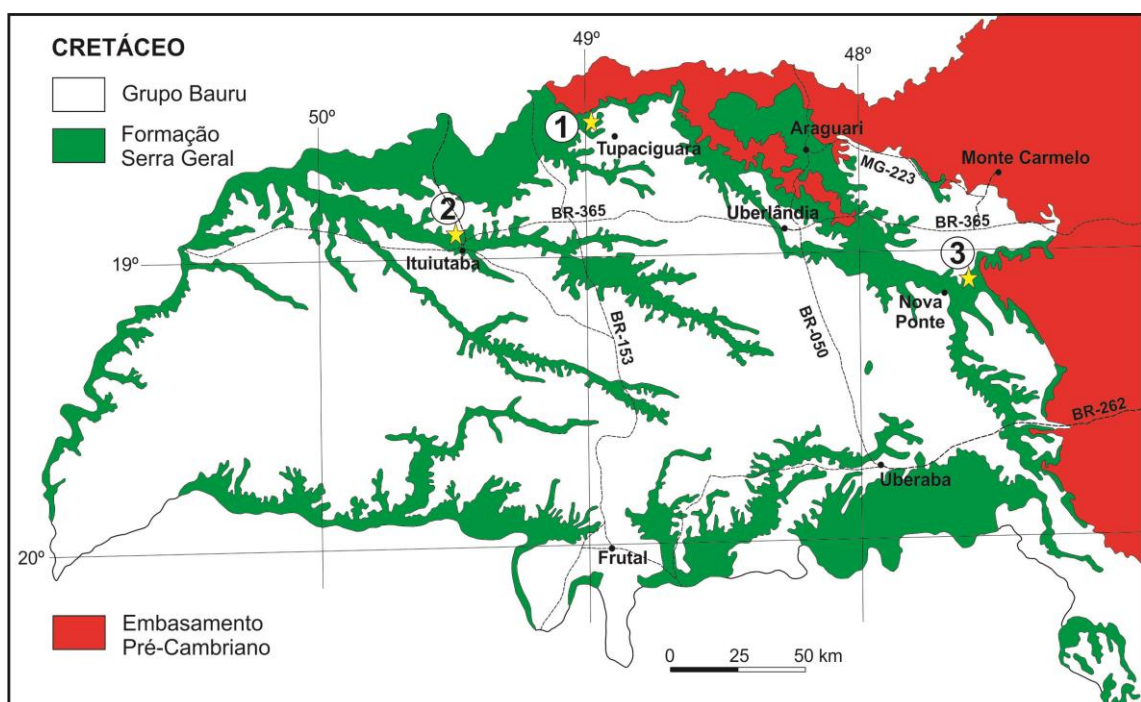 CRETÁCEO
Grupo Bauru
Formação
Serra Geral
49º
48º
50º
1
Tupaciguara
Araguari
MG-223
Monte Carmelo
2
BR-365
Uberlândia
BR-365
Ituiutaba
19º
3
Nova
Ponte
BR-153
BR-050
BR-262
Uberaba
20º
Frutal
Embasamento
Pré-Cambriano
0 25 50 km